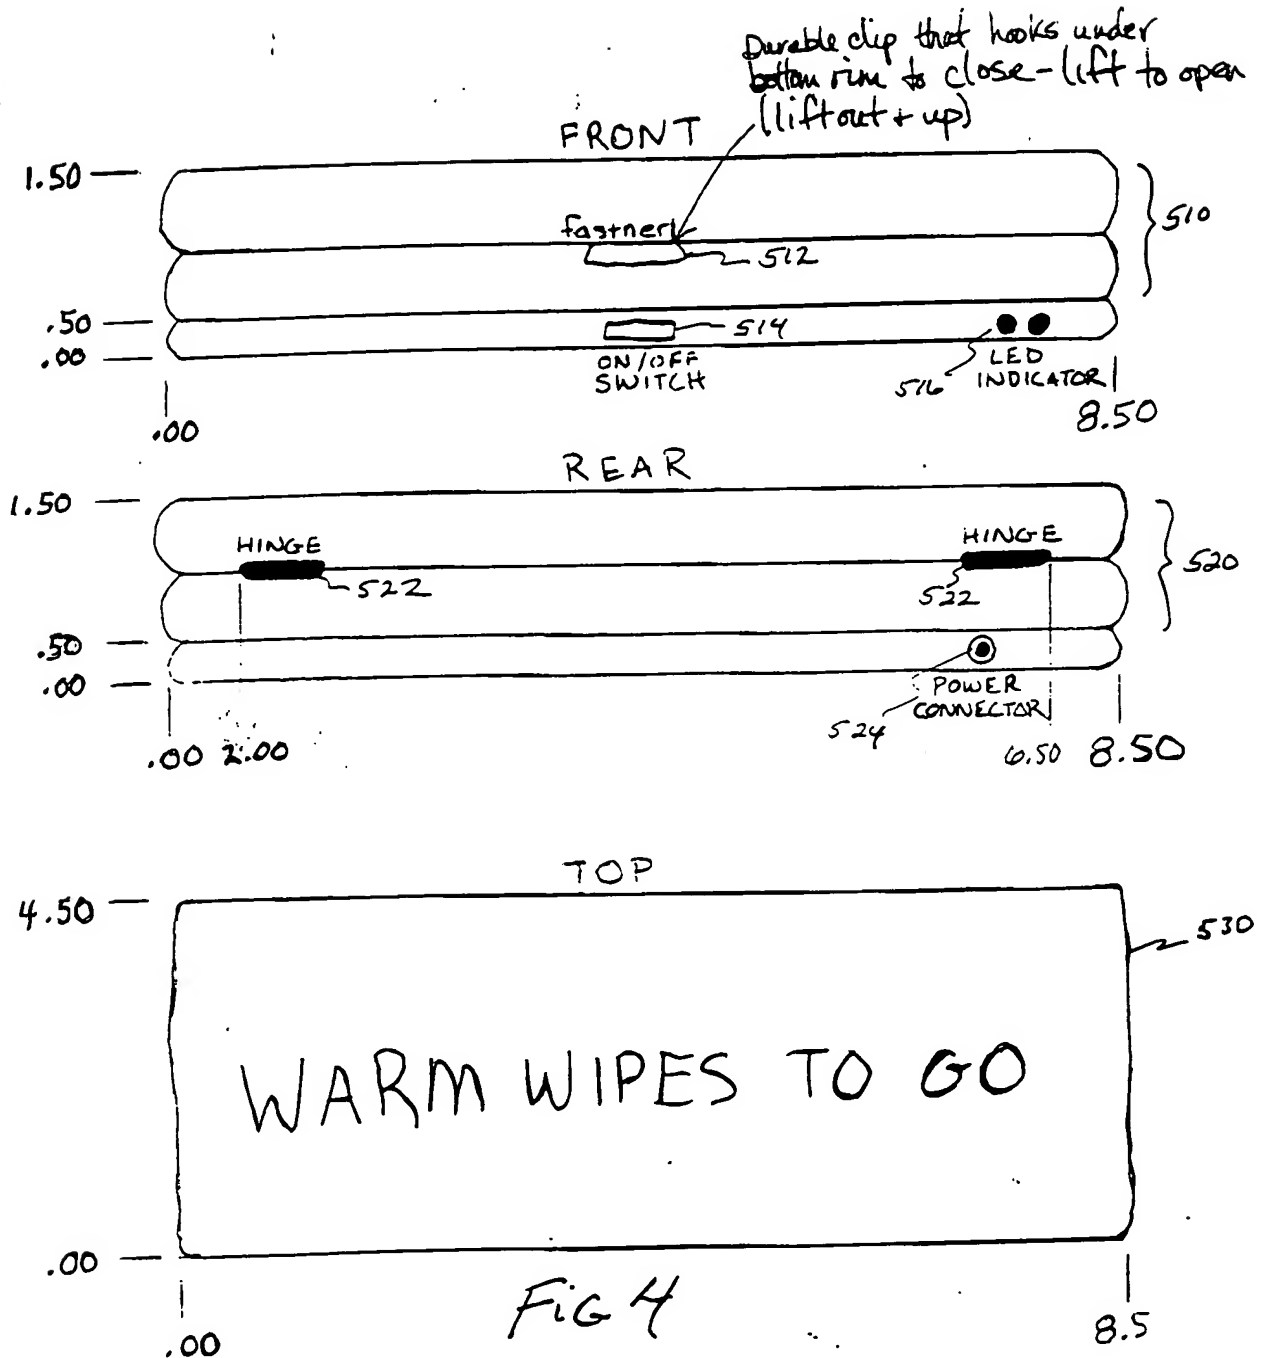 Durable clip that hooks under
bottom rim to close - lift to open
(lift out + up)
FRONT
1.50
510
fastner
512
.50
514
.00
ON/OFF
SWITCH
516
LED
INDICATOR
.00
8.50
REAR
1.50
HINGE
HINGE
520
522
522
.50
.00
POWER
CONNECTOR
524
.00 2.00
6.50 8.50
TOP
4.50
530
WARM WIPES TO GO
.00
FIG 4
.00
8.5